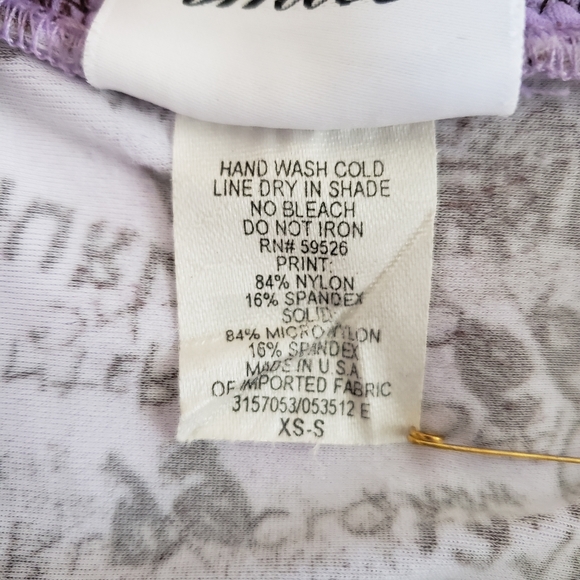 HAND WASH COLD
LINE DRY IN SHADE
NO BLEACH
DO NOT IRON
RN# 59526
PRINT:
84% NYLON
16% SPANDEX
SOLID:
84% MICRO NYLON
16% SPANDEX
MADE IN U.S.A
OF IMPORTED FABRIC
3157053/053512 E
XS-S